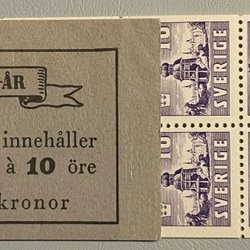 -ÅR
innehåller
à 10 öre
kronor
10
SVERIGE
10
SVERIGE